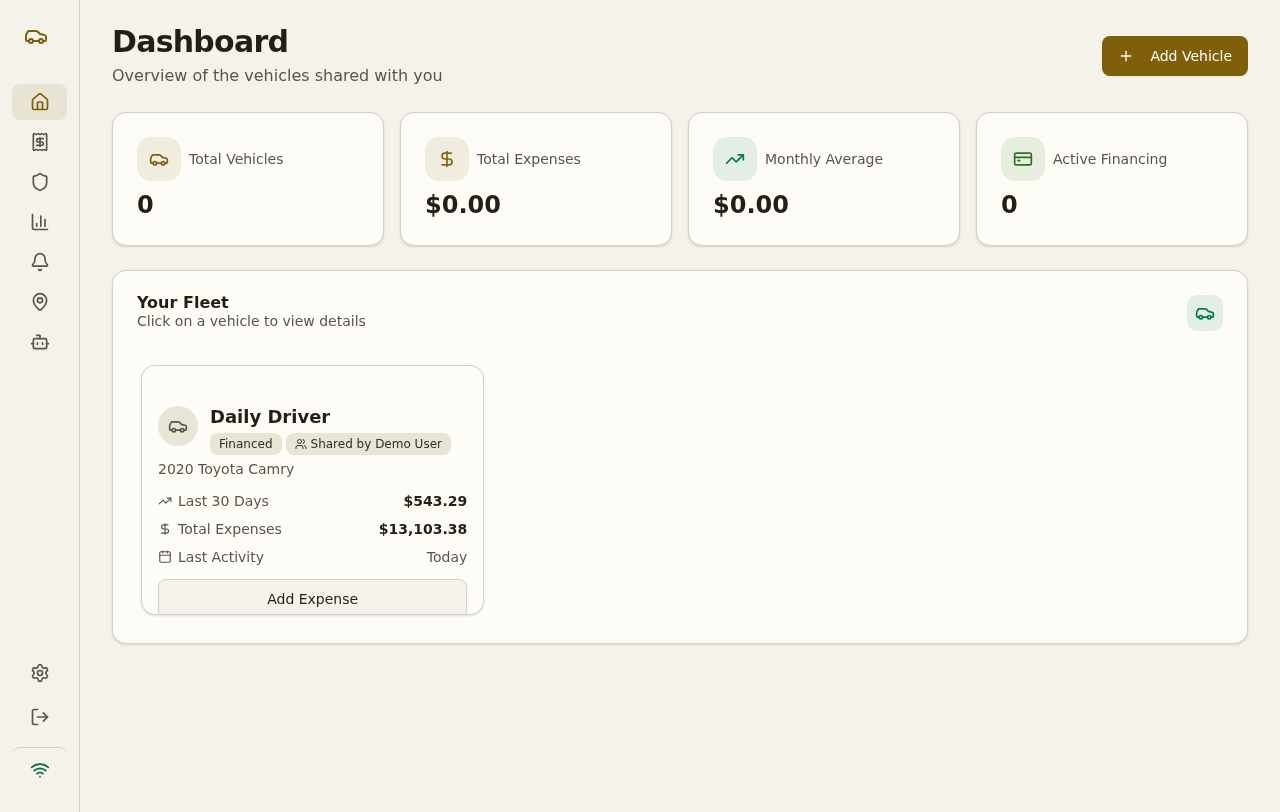 Dashboard
Overview of the vehicles shared with you
Add Vehicle
Total Vehicles
0
Total Expenses
$0.00
Monthly Average
$0.00
Active Financing
0
Your Fleet
Click on a vehicle to view details
Daily Driver
Financed
Shared by Demo User
2020 Toyota Camry
Last 30 Days $543.29
Total Expenses $13,103.38
Last Activity Today
Add Expense